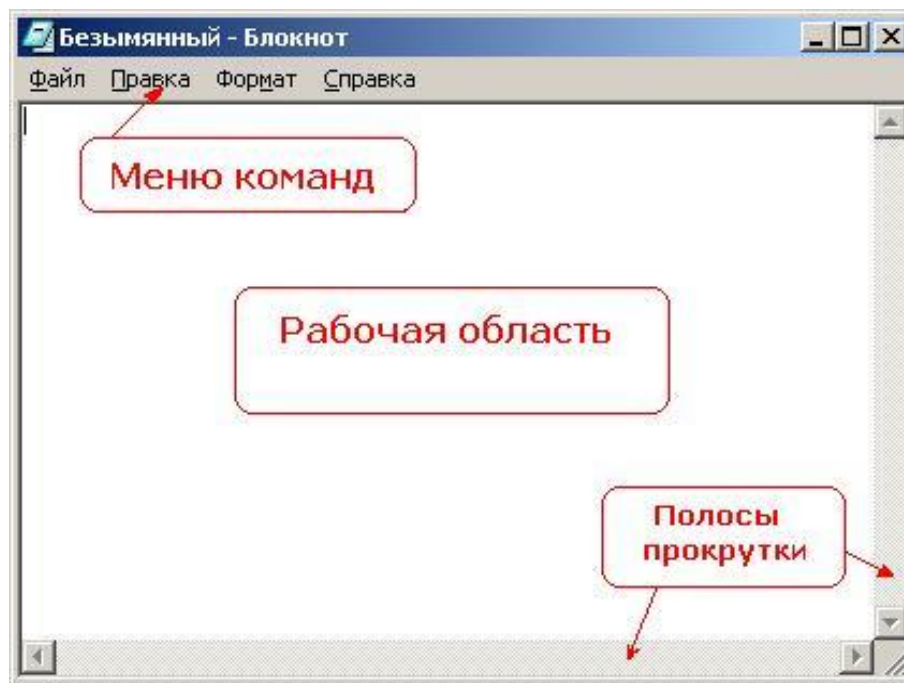 Безымянный - Блокнот
Файл Правка Формат Справка
Меню команд
Рабочая область
Полосы
прокрутки